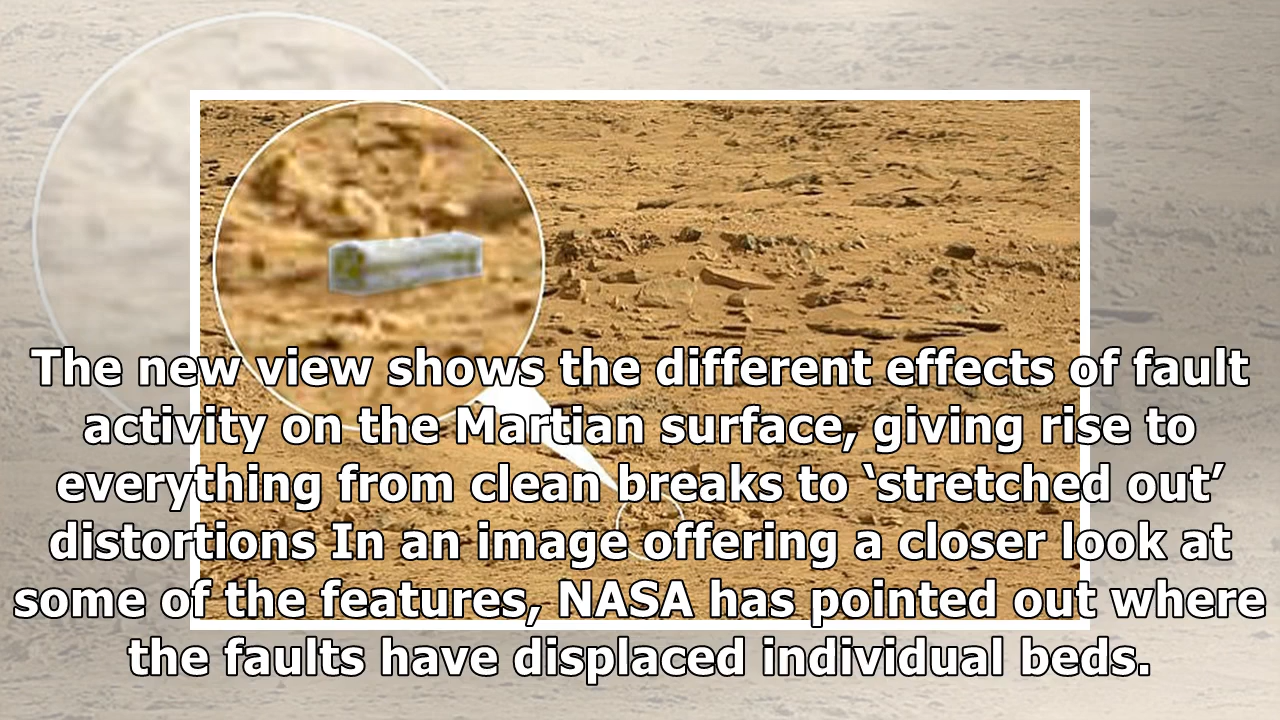 The new view shows the different effects of fault
activity on the Martian surface, giving rise to
everything from clean breaks to ‘stretched out’
distortions In an image offering a closer look at
some of the features, NASA has pointed out where
the faults have displaced individual beds.